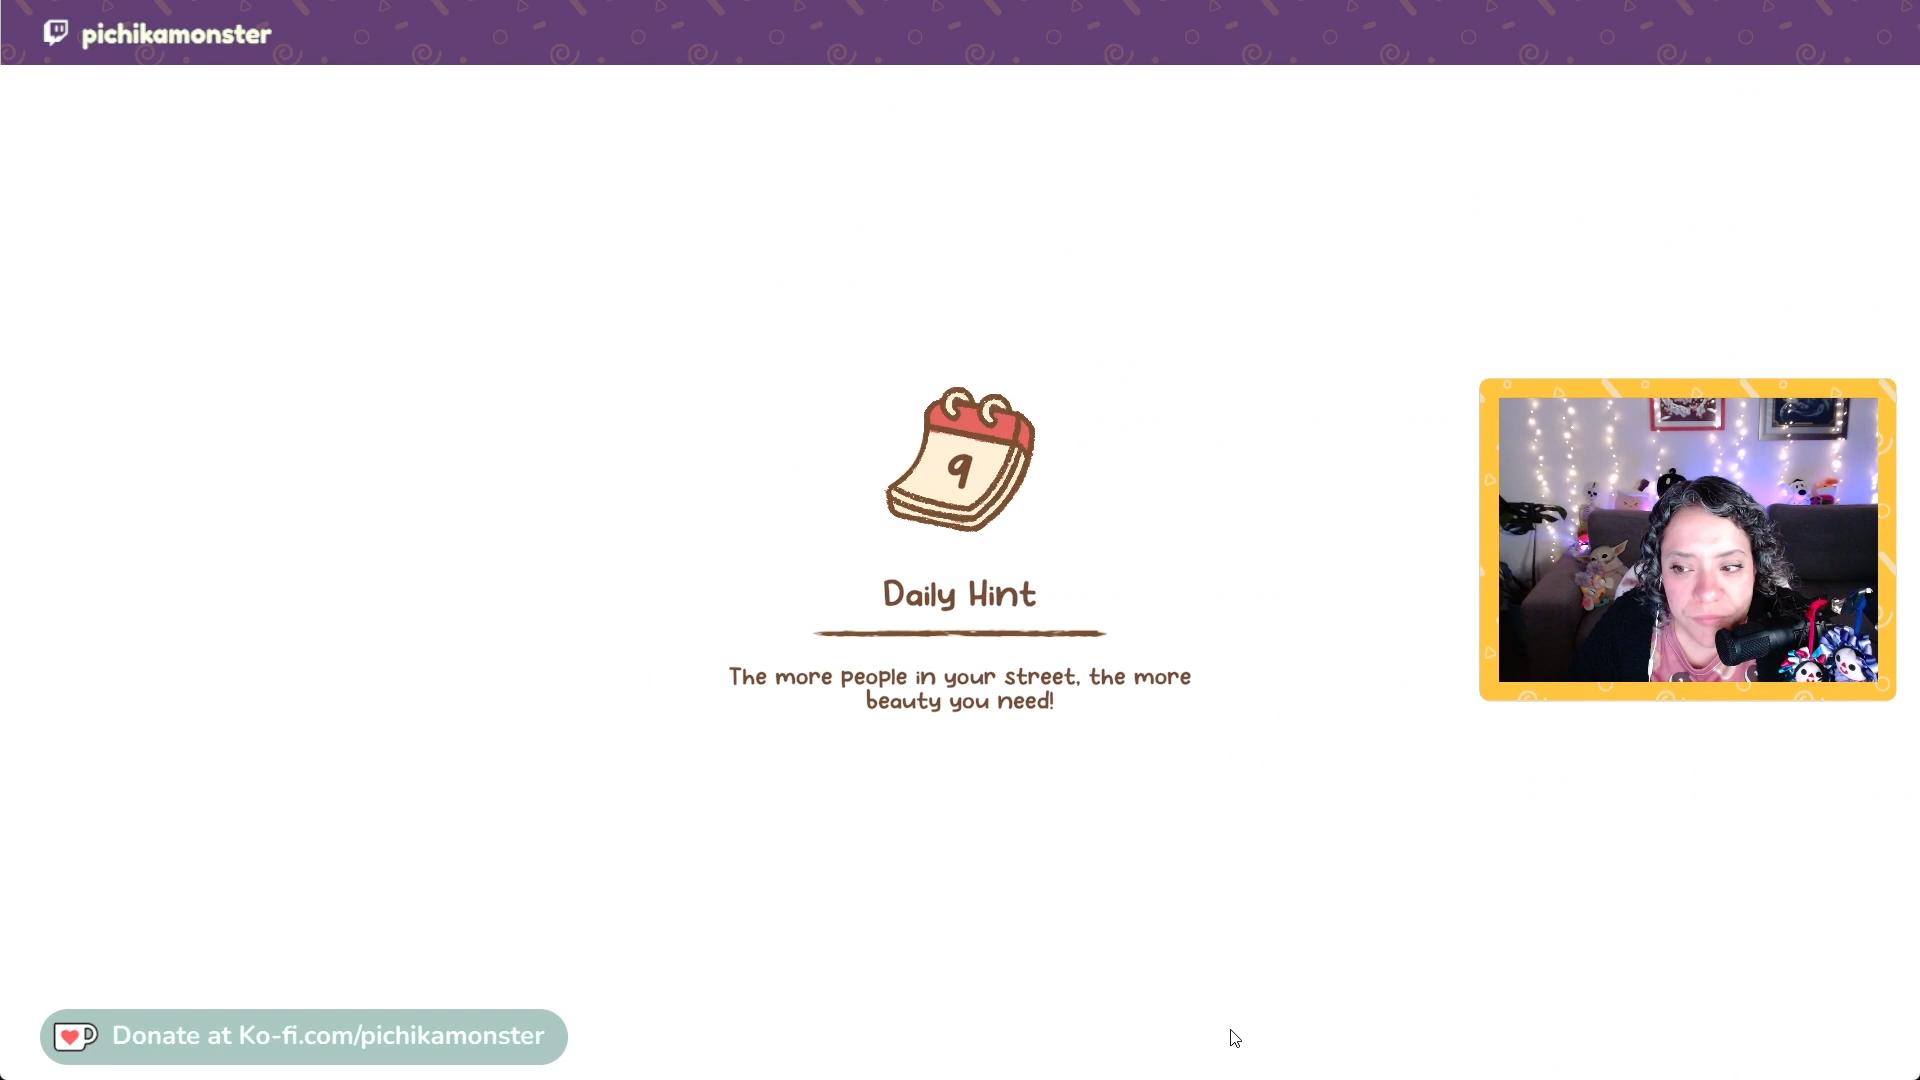 pichikamonster
9
Daily Hint
The more people in your street, the more
beauty you need!
Donate at Ko-fi.com/pichikamonster